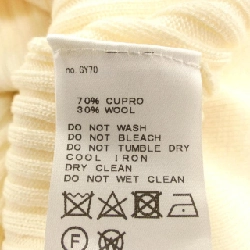 no. GY70
70% CUPRO
30% WOOL
DO NOT WASH
DO NOT BLEACH
DO NOT TUMBLE DRY
COOL IRON
DRY CLEAN
DO NOT WET CLEAN
F W